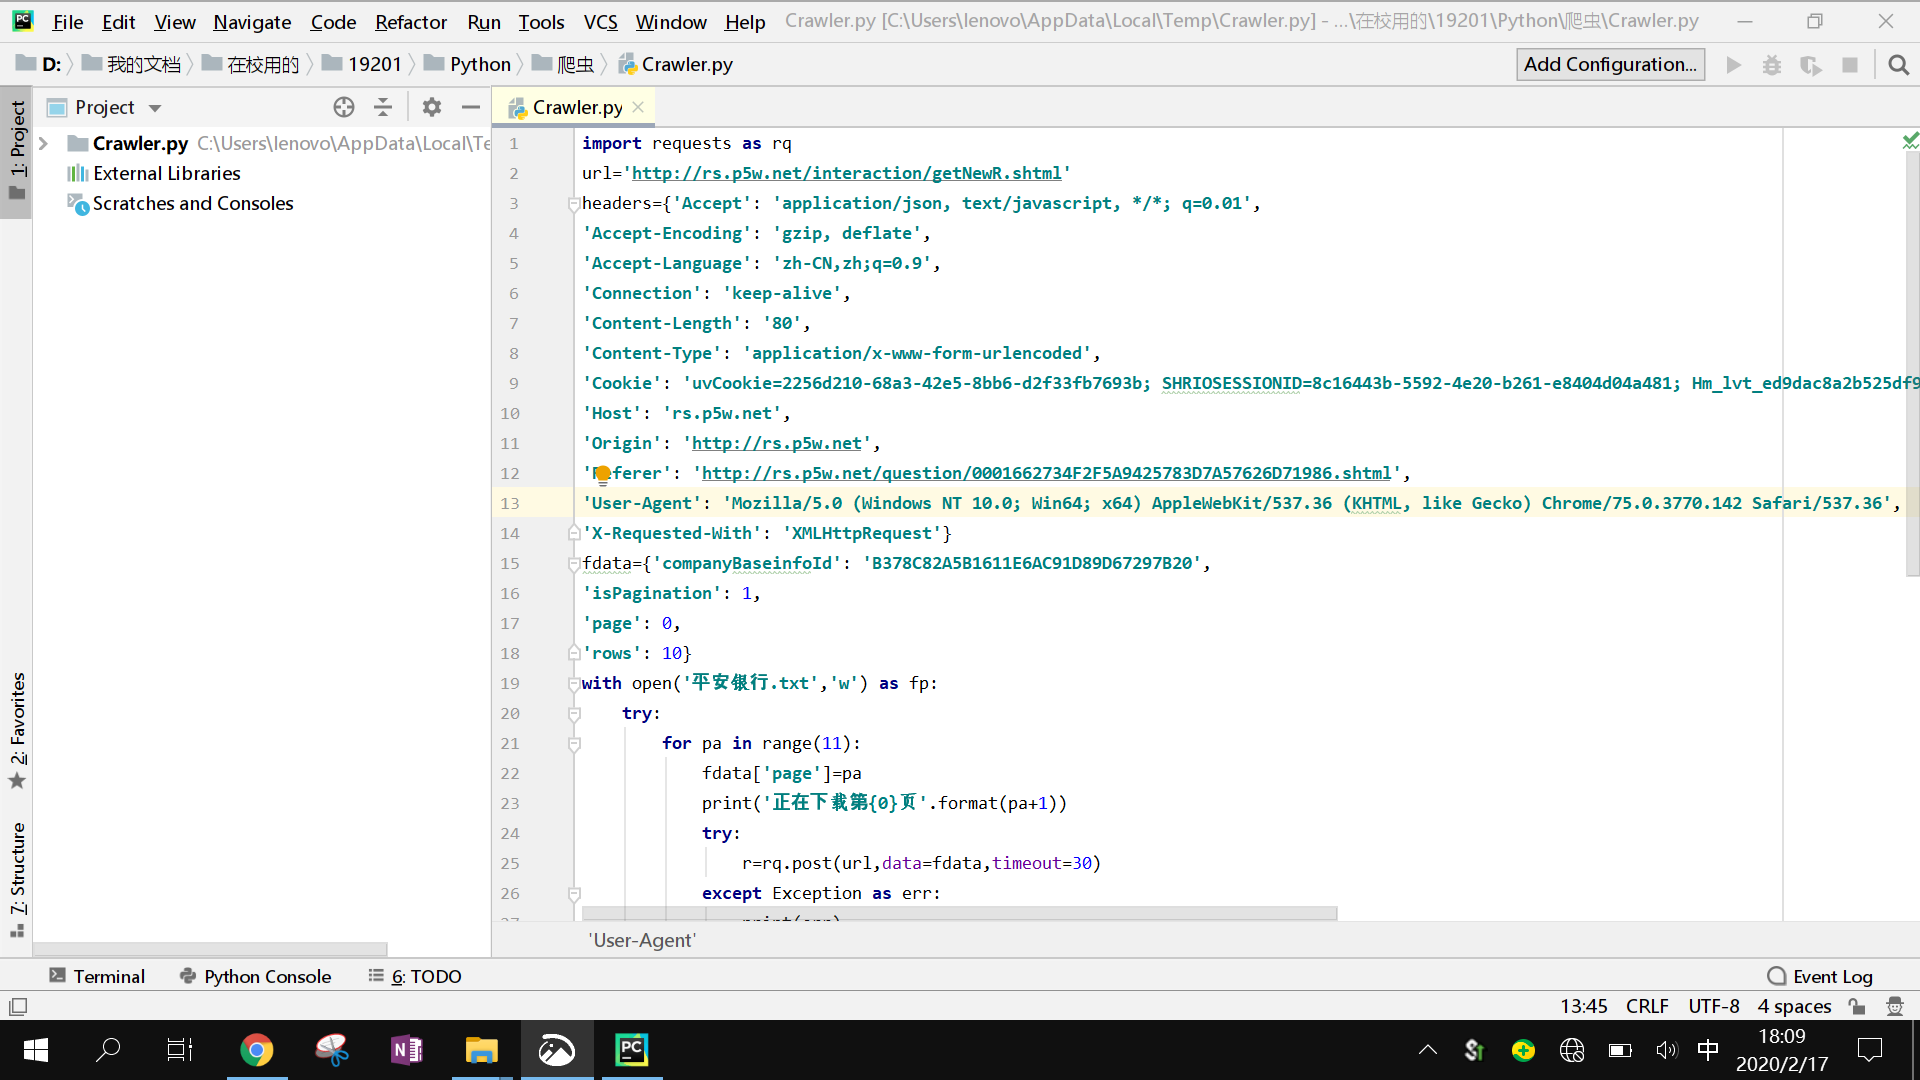 File Edit View Navigate Code Refactor Run Tools VCS Window Help Crawler.py [C:\Users\lenovo\AppData\Local\Temp\Crawler.py] - ...\在校用的\19201\Python\爬虫\Crawler.py
D: 我的文档 在校用的 19201 Python 爬虫 Crawler.py Add Configuration...
1: Project
Project
Crawler.py C:\Users\lenovo\AppData\Local\Te
External Libraries
Scratches and Consoles
2: Favorites
7: Structure
Crawler.py
1 import requests as rq
2 url='http://rs.p5w.net/interaction/getNewR.shtml'
3 headers={'Accept': 'application/json, text/javascript, */*; q=0.01',
4 'Accept-Encoding': 'gzip, deflate',
5 'Accept-Language': 'zh-CN,zh;q=0.9',
6 'Connection': 'keep-alive',
7 'Content-Length': '80',
8 'Content-Type': 'application/x-www-form-urlencoded',
9 'Cookie': 'uvCookie=2256d210-68a3-42e5-8bb6-d2f33fb7693b; SHRIOSESSIONID=8c16443b-5592-4e20-b261-e8404d04a481; Hm_lvt_ed9dac8a2b525df9
10 'Host': 'rs.p5w.net',
11 'Origin': 'http://rs.p5w.net',
12 'Referer': 'http://rs.p5w.net/question/0001662734F2F5A9425783D7A57626D71986.shtml',
13 'User-Agent': 'Mozilla/5.0 (Windows NT 10.0; Win64; x64) AppleWebKit/537.36 (KHTML, like Gecko) Chrome/75.0.3770.142 Safari/537.36',
14 'X-Requested-With': 'XMLHttpRequest'}
15 fdata={'companyBaseinfoId': 'B378C82A5B1611E6AC91D89D67297B20',
16 'isPagination': 1,
17 'page': 0,
18 'rows': 10}
19 with open('平安银行.txt','w') as fp:
20 try:
21 for pa in range(11):
22 fdata['page']=pa
23 print('正在下载第{0}页'.format(pa+1))
24 try:
25 r=rq.post(url,data=fdata,timeout=30)
26 except Exception as err:
'User-Agent'
Terminal Python Console 6: TODO Event Log
13:45 CRLF UTF-8 4 spaces
中 18:09
2020/2/17